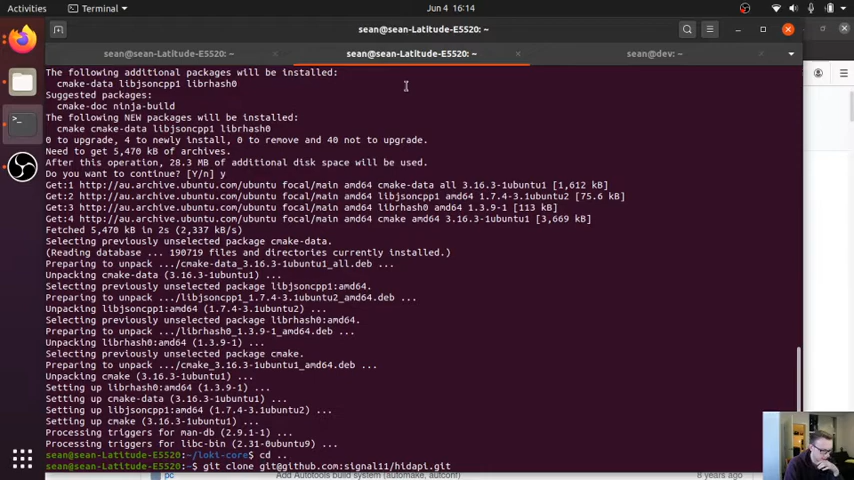 Activities
Terminal
Jun 4 16:14
sean@sean-Latitude-E5520: ~
sean@sean-Latitude-E5520: ~
sean@sean-Latitude-E5520: ~
sean@dev: ~
The following additional packages will be installed:
cmake-data libjsoncpp1 librhash0
Suggested packages:
cmake-doc ninja-build
The following NEW packages will be installed:
cmake cmake-data libjsoncpp1 librhash0
0 to upgrade, 4 to newly install, 0 to remove and 40 not to upgrade.
Need to get 5,470 kB of archives.
After this operation, 28.3 MB of additional disk space will be used.
Do you want to continue? [Y/n] y
Get:1 http://au.archive.ubuntu.com/ubuntu focal/main amd64 cmake-data all 3.16.3-1ubuntu1 [1,612 kB]
Get:2 http://au.archive.ubuntu.com/ubuntu focal/main amd64 libjsoncpp1 amd64 1.7.4-3.1ubuntu2 [75.6 kB]
Get:3 http://au.archive.ubuntu.com/ubuntu focal/main amd64 librhash0 amd64 1.3.9-1 [113 kB]
Get:4 http://au.archive.ubuntu.com/ubuntu focal/main amd64 cmake amd64 3.16.3-1ubuntu1 [3,669 kB]
Fetched 5,470 kB in 2s (2,337 kB/s)
Selecting previously unselected package cmake-data.
(Reading database ... 190719 files and directories currently installed.)
Preparing to unpack .../cmake-data_3.16.3-1ubuntu1_all.deb ...
Unpacking cmake-data (3.16.3-1ubuntu1) ...
Selecting previously unselected package libjsoncpp1:amd64.
Preparing to unpack .../libjsoncpp1_1.7.4-3.1ubuntu2_amd64.deb ...
Unpacking libjsoncpp1:amd64 (1.7.4-3.1ubuntu2) ...
Selecting previously unselected package librhash0:amd64.
Preparing to unpack .../librhash0_1.3.9-1_amd64.deb ...
Unpacking librhash0:amd64 (1.3.9-1) ...
Selecting previously unselected package cmake.
Preparing to unpack .../cmake_3.16.3-1ubuntu1_amd64.deb ...
Unpacking cmake (3.16.3-1ubuntu1) ...
Setting up librhash0:amd64 (1.3.9-1) ...
Setting up cmake-data (3.16.3-1ubuntu1) ...
Setting up libjsoncpp1:amd64 (1.7.4-3.1ubuntu2) ...
Setting up cmake (3.16.3-1ubuntu1) ...
Processing triggers for man-db (2.9.1-1) ...
Processing triggers for libc-bin (2.31-0ubuntu9) ...
sean@sean-Latitude-E5520:~/loki-core$ cd ..
sean@sean-Latitude-E5520:~$ git clone git@github.com:signal11/hidapi.git
pc Add Autotools build system (automake, autoconf) 8 years ago